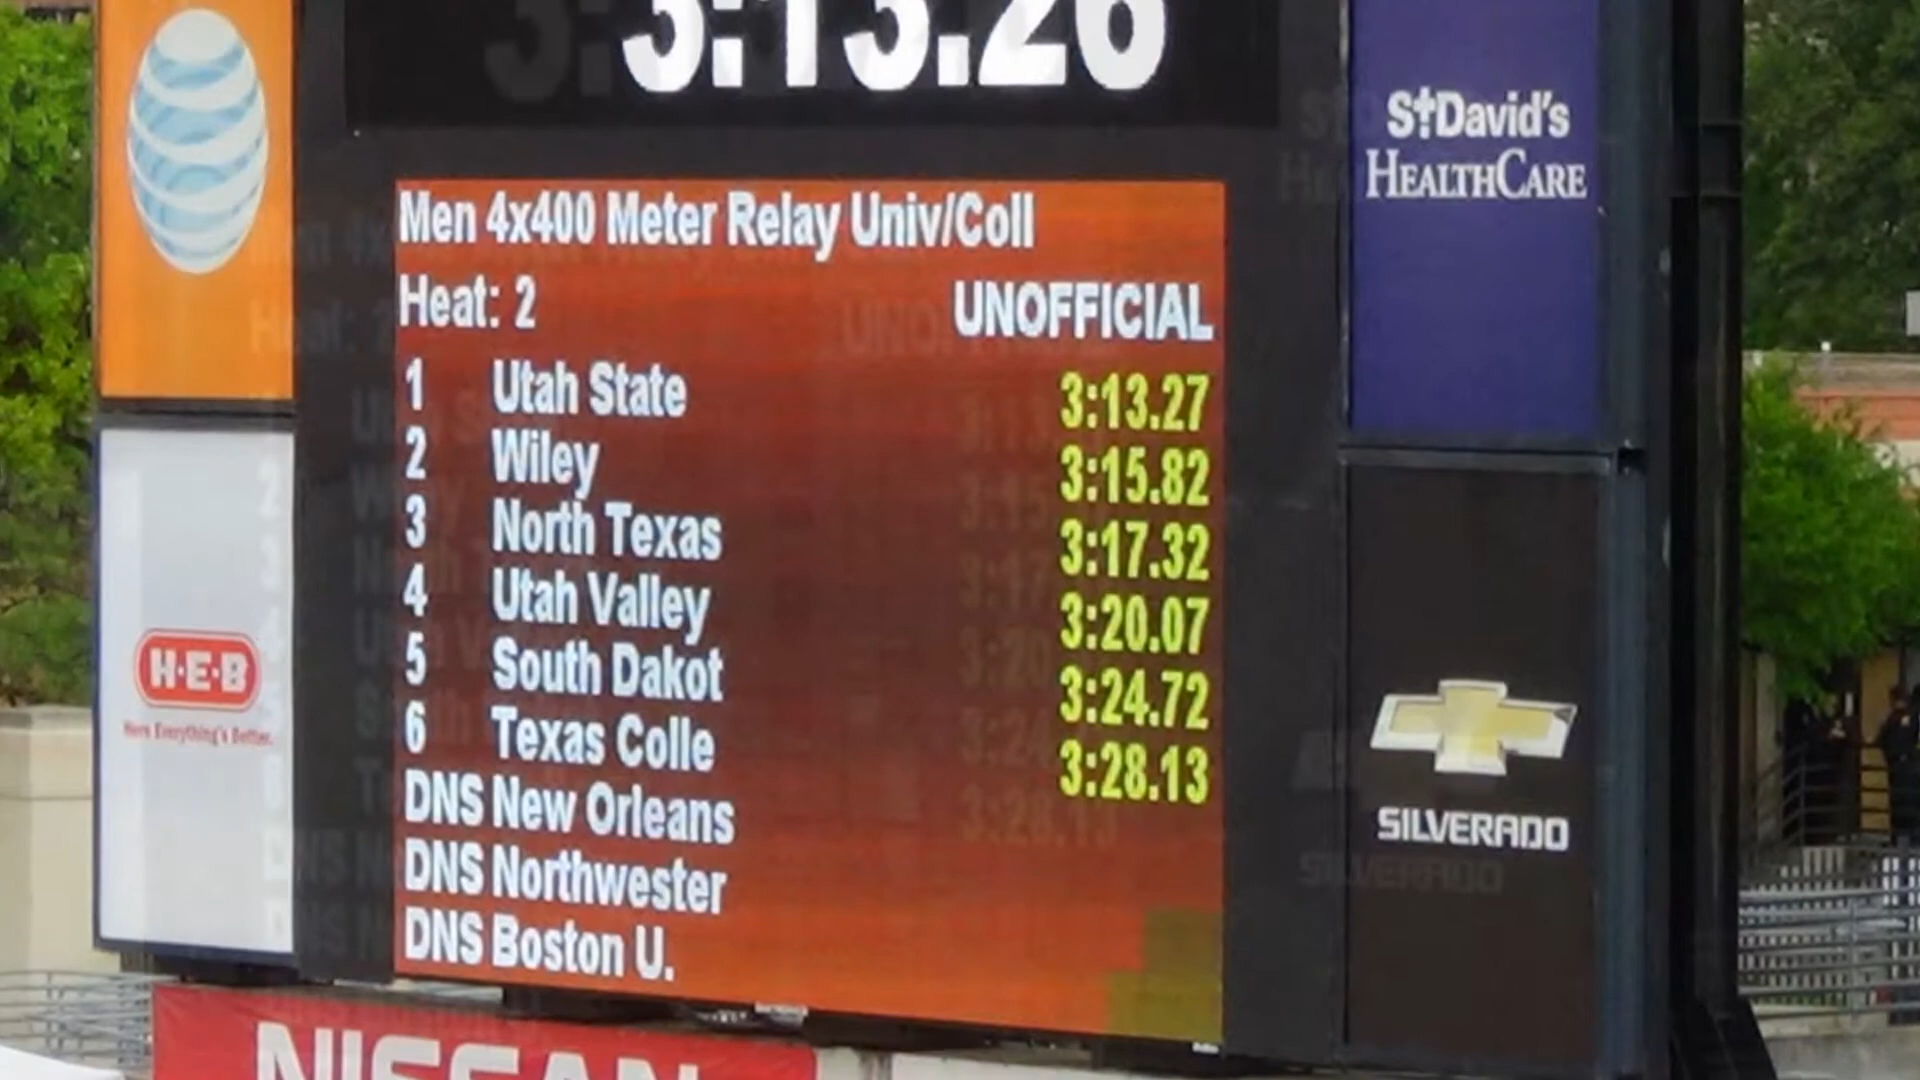 3:13.26
St David's
HEALTHCARE
Men 4x400 Meter Relay Univ/Coll
Heat: 2 UNOFFICIAL
1 Utah State 3:13.27
2 Wiley 3:15.82
3 North Texas 3:17.32
4 Utah Valley 3:20.07
5 South Dakot 3:24.72
6 Texas Colle 3:28.13
DNS New Orleans
DNS Northwester
DNS Boston U.
H·E·B
Here Everything's Better.
SILVERADO
NISSAN